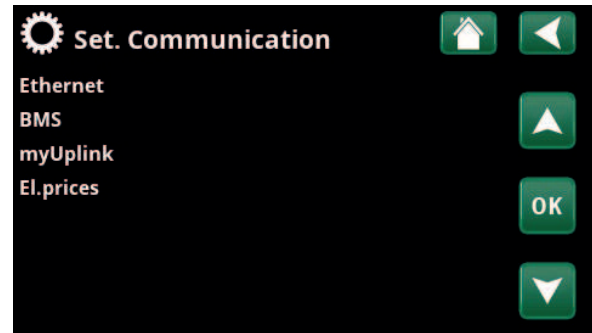 Set. Communication
Ethernet
BMS
myUplink
El.prices
OK